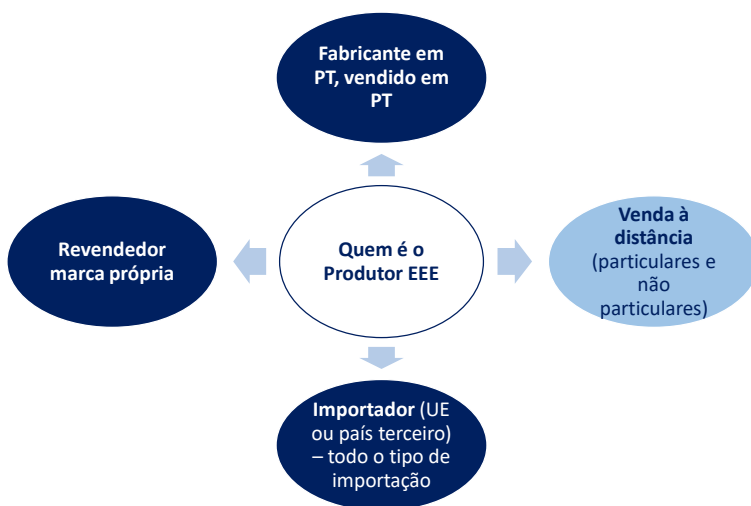 Fabricante em
PT, vendido em
PT
Revendedor
marca própria
Quem é o
Produtor EEE
Venda à
distância
(particulares e
não
particulares)
Importador (UE
ou país terceiro)
– todo o tipo de
importação